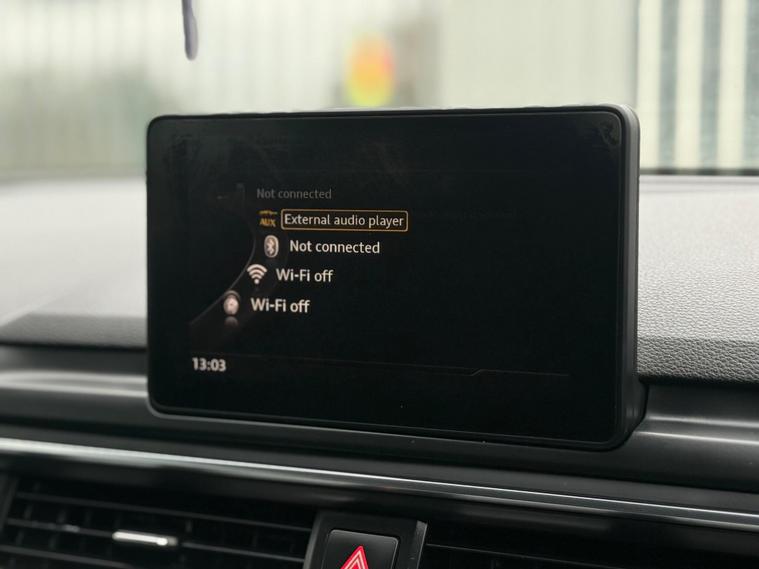 Not connected
AUX External audio player
Not connected
Wi-Fi off
Wi-Fi off
13:03